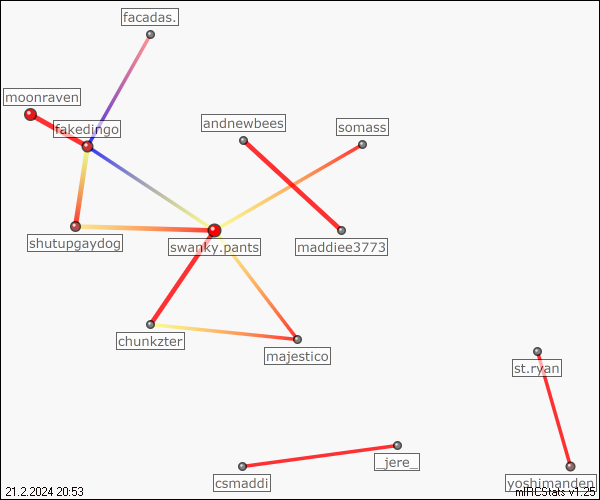 facadas.
moonraven
fakedingo
andnewbees
somass
shutupgaydog
swanky.pants
maddiee3773
chunkzter
majestico
st.ryan
_jere_
csmaddi
yoshimanden
21.2.2024 20:53
mIRCStats v1.25